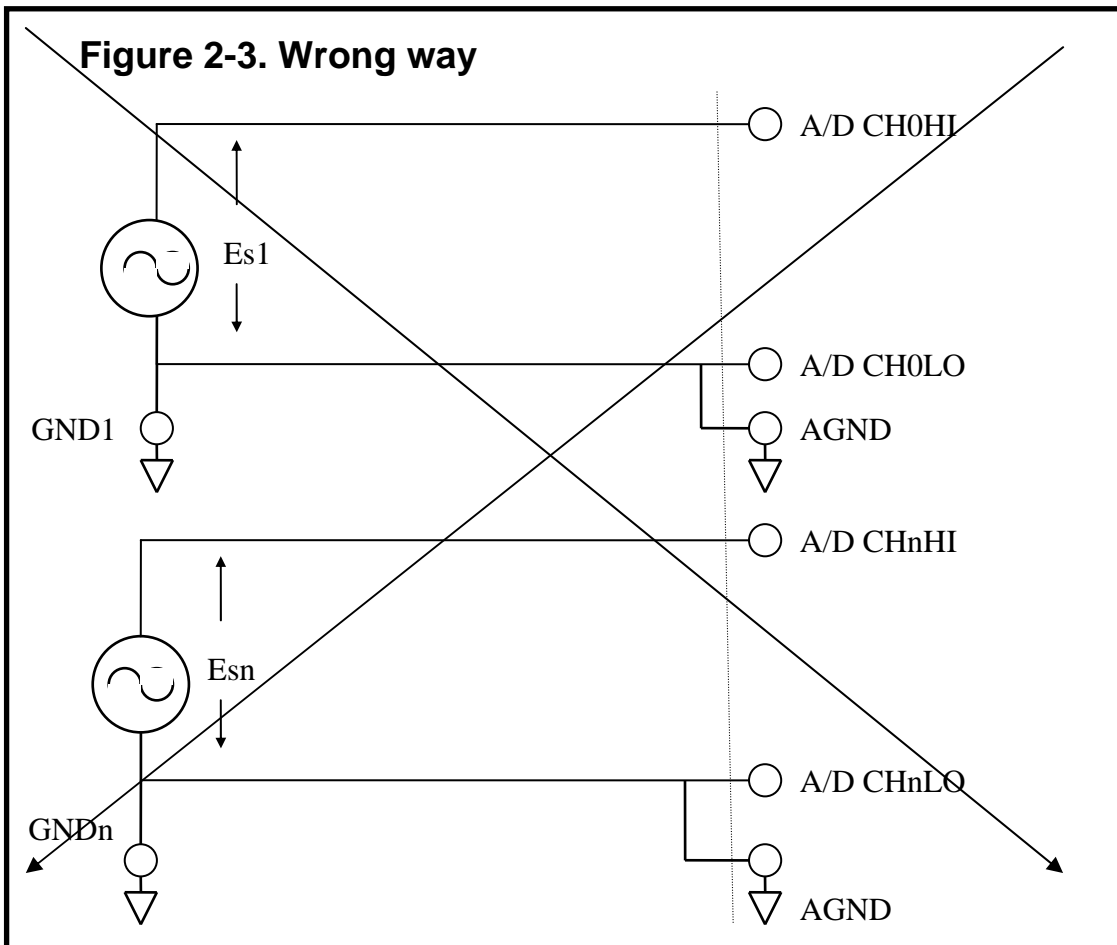 Figure 2-3. Wrong way
A/D CH0HI
Es1
A/D CH0LO
GND1
AGND
A/D CHnHI
Esn
A/D CHnLO
GNDn
AGND